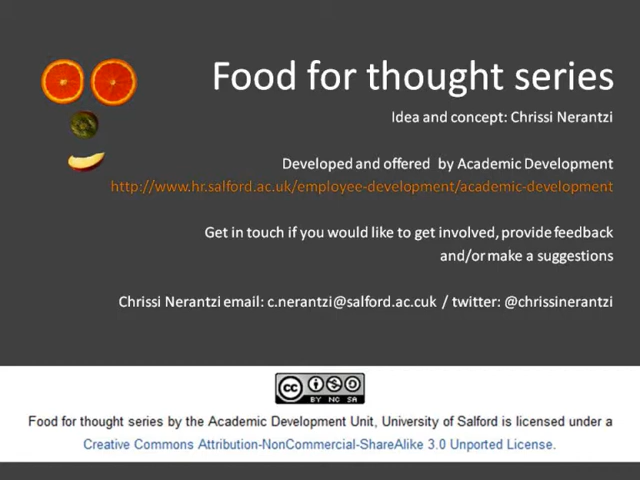 Food for thought series
Idea and concept: Chrissi Nerantzi
Developed and offered by Academic Development
http://www.hr.salford.ac.uk/employee-development/academic-development
Get in touch if you would like to get involved, provide feedback
and/or make a suggestions
Chrissi Nerantzi email: c.nerantzi@salford.ac.cuk / twitter: @chrissinerantzi
cc BY NC SA
Food for thought series by the Academic Development Unit, University of Salford is licensed under a
Creative Commons Attribution-NonCommercial-ShareAlike 3.0 Unported License.